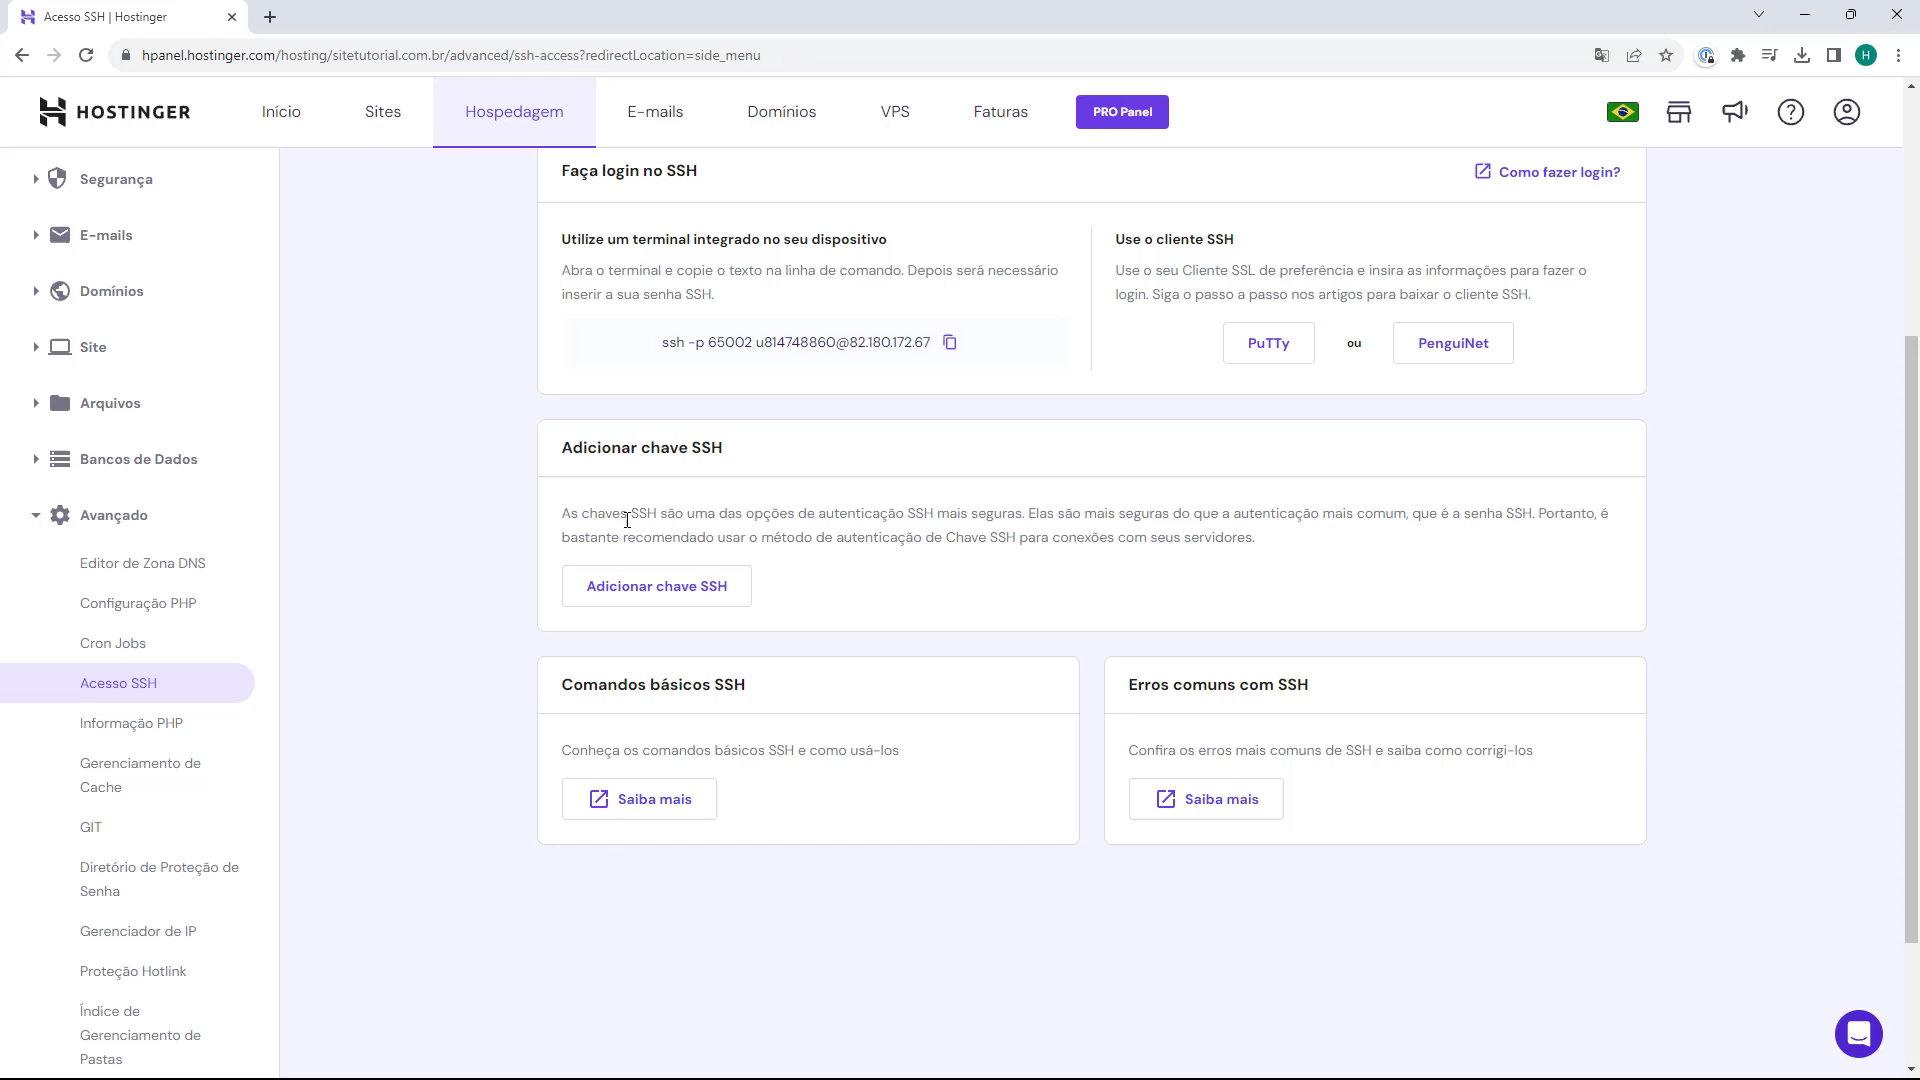 Acesso SSH | Hostinger
hpanel.hostinger.com/hosting/sitetutorial.com.br/advanced/ssh-access?redirectLocation=side_menu
H
HOSTINGER
Início
Sites
Hospedagem
E-mails
Domínios
VPS
Faturas
PRO Panel
Segurança
E-mails
Domínios
Site
Arquivos
Bancos de Dados
Avançado
Editor de Zona DNS
Configuração PHP
Cron Jobs
Acesso SSH
Informação PHP
Gerenciamento de
Cache
GIT
Diretório de Proteção de
Senha
Gerenciador de IP
Proteção Hotlink
Índice de
Gerenciamento de
Pastas
Faça login no SSH
Como fazer login?
Utilize um terminal integrado no seu dispositivo
Abra o terminal e copie o texto na linha de comando. Depois será necessário
inserir a sua senha SSH.
ssh -p 65002 u814748860@82.180.172.67
Use o cliente SSH
Use o seu Cliente SSL de preferência e insira as informações para fazer o
login. Siga o passo a passo nos artigos para baixar o cliente SSH.
PuTTy
ou
PenguiNet
Adicionar chave SSH
As chaves SSH são uma das opções de autenticação SSH mais seguras. Elas são mais seguras do que a autenticação mais comum, que é a senha SSH. Portanto, é
bastante recomendado usar o método de autenticação de Chave SSH para conexões com seus servidores.
Adicionar chave SSH
Comandos básicos SSH
Conheça os comandos básicos SSH e como usá-los
Saiba mais
Erros comuns com SSH
Confira os erros mais comuns de SSH e saiba como corrigi-los
Saiba mais